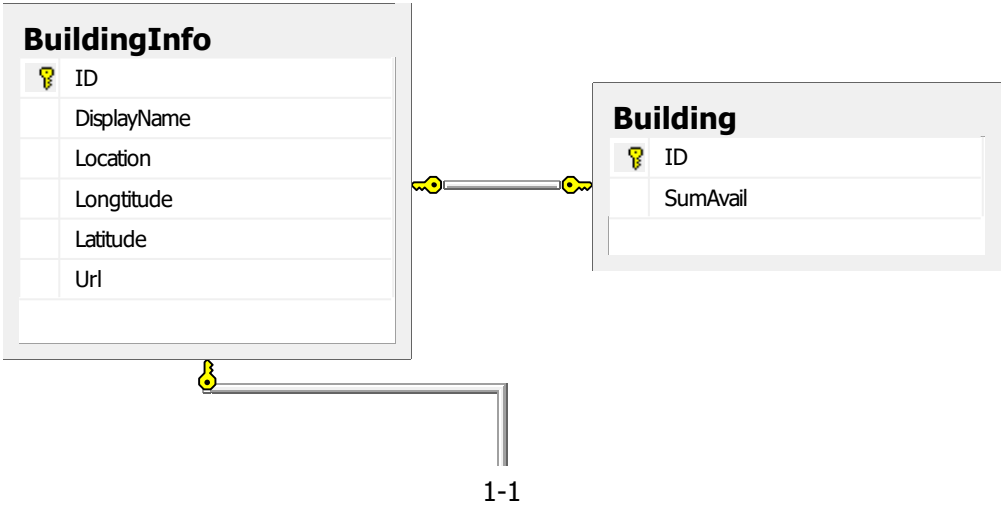 BuildingInfo
ID
DisplayName
Location
Longtitude
Latitude
Url
Building
ID
SumAvail
1-1